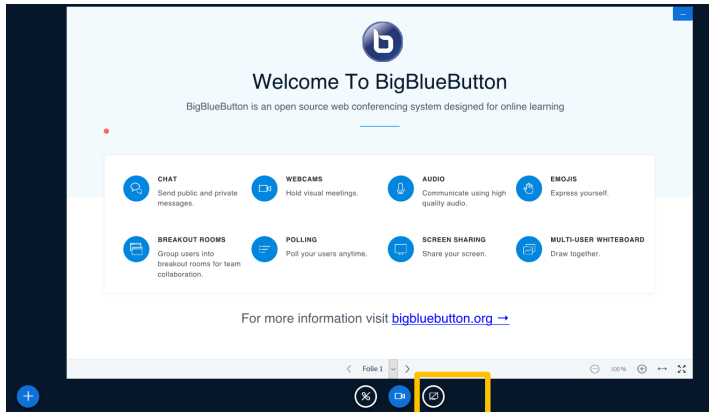 Welcome To BigBlueButton
BigBlueButton is an open source web conferencing system designed for online learning
CHAT
Send public and private
messages.
WEBCAMS
Hold visual meetings.
AUDIO
Communicate using high
quality audio.
EMOJIS
Express yourself.
BREAKOUT ROOMS
Group users into
breakout rooms for team
collaboration.
POLLING
Poll your users anytime.
SCREEN SHARING
Share your screen.
MULTI-USER WHITEBOARD
Draw together.
For more information visit bigbluebutton.org →
Folie 1
100 %